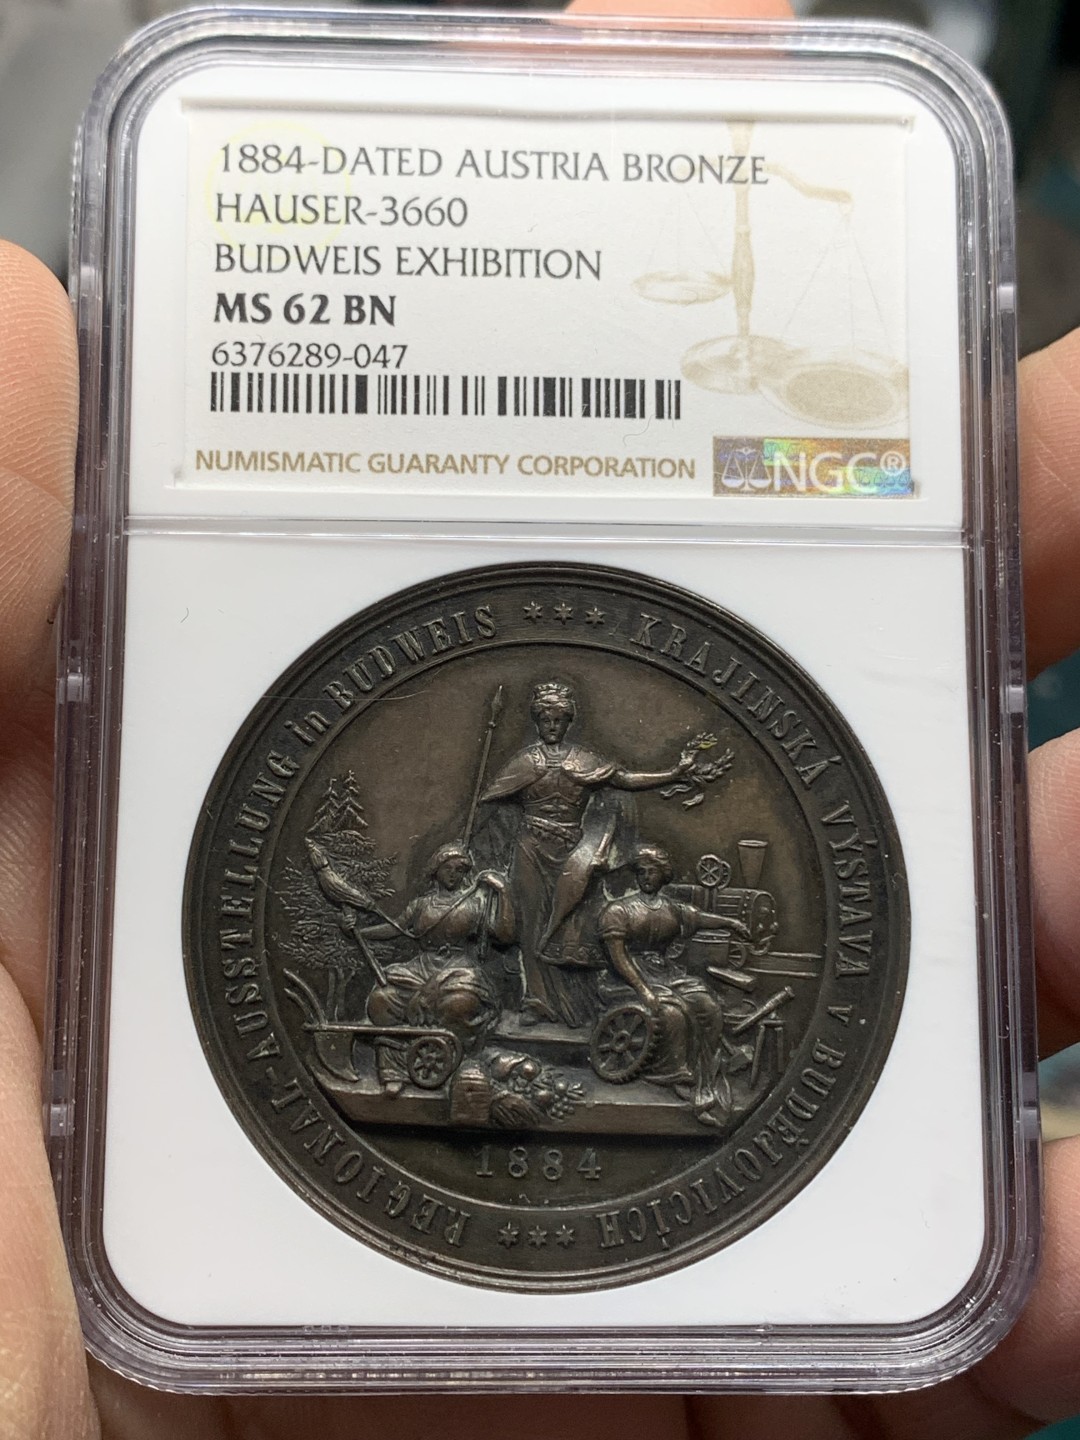 1884-DATED AUSTRIA BRONZE
HAUSER-3660
BUDWEIS EXHIBITION
MS 62 BN
6376289-047
NUMISMATIC GUARANTY CORPORATION
NGC®
REGIONAL-AUSSTELLUNG in BUDWEIS *** KRAJINSKÁ VÝSTAVA v BUDĚJOVICÍCH ***
1884